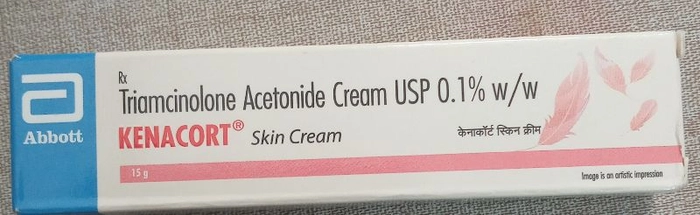 Abbott
Rx
Triamcinolone Acetonide Cream USP 0.1% w/w
KENACORT® Skin Cream
केनाकॉर्ट स्किन क्रीम
15 g
Image is an artistic impression